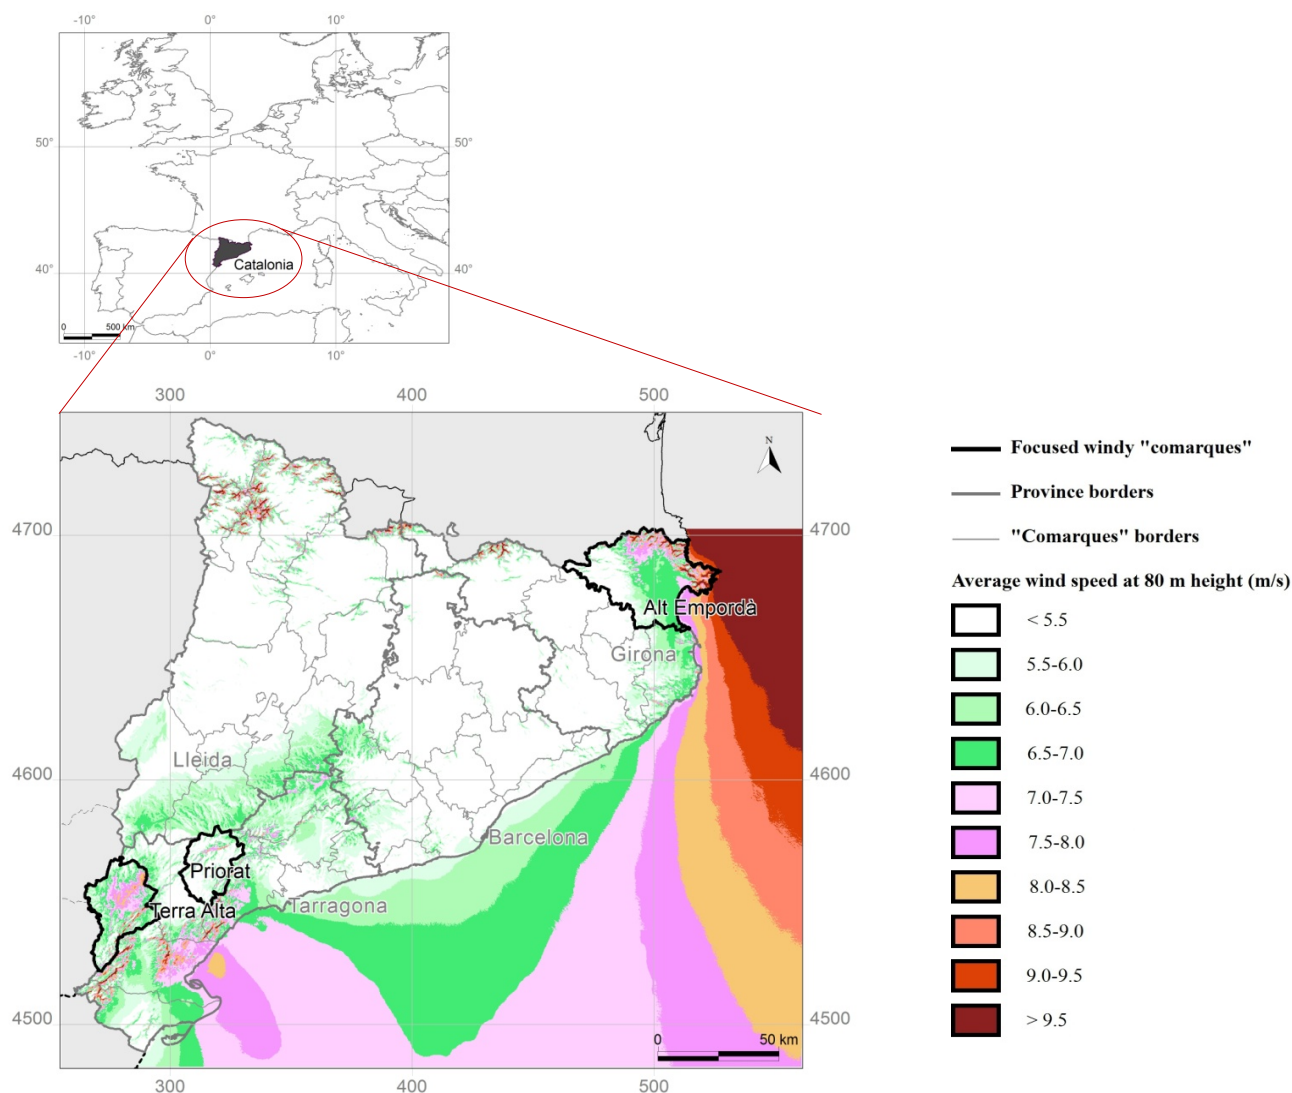 -10°
0°
10°
50°
50°
40°
40°
Catalonia
0
500 km
-10°
0°
10°
300
400
500
N
4700
4700
Alt Empordà
Girona
Lleida
4600
4600
Barcelona
Priorat
Terra Alta
Tarragona
4500
4500
0
50 km
300
400
500
Focused windy "comarques"
Province borders
"Comarques" borders
Average wind speed at 80 m height (m/s)
< 5.5
5.5-6.0
6.0-6.5
6.5-7.0
7.0-7.5
7.5-8.0
8.0-8.5
8.5-9.0
9.0-9.5
> 9.5